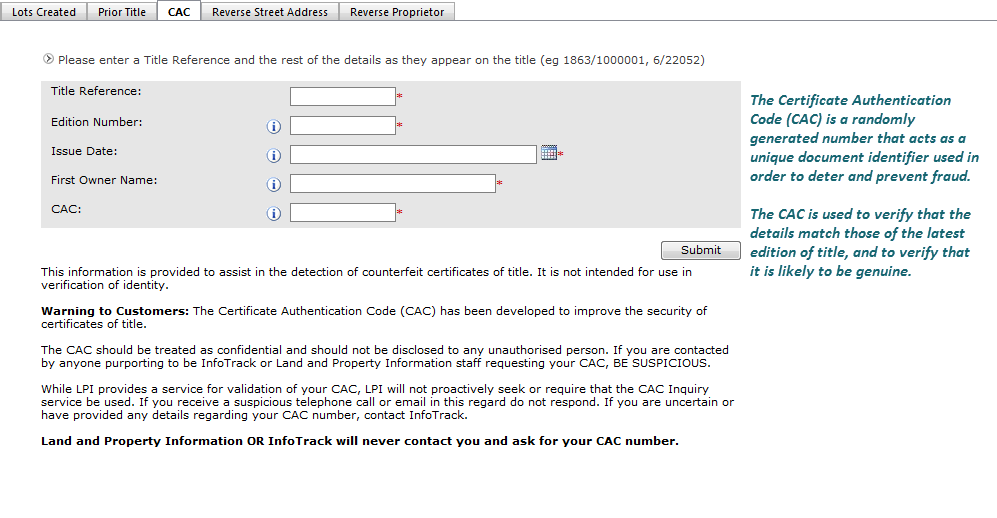 Lots Created Prior Title CAC Reverse Street Address Reverse Proprietor
Please enter a Title Reference and the rest of the details as they appear on the title (eg 1863/1000001, 6/22052)
Title Reference: *
Edition Number: i *
Issue Date: i *
First Owner Name: i *
CAC: i *
Submit
The Certificate Authentication
Code (CAC) is a randomly
generated number that acts as a
unique document identifier used in
order to deter and prevent fraud.
The CAC is used to verify that the
details match those of the latest
edition of title, and to verify that
it is likely to be genuine.
This information is provided to assist in the detection of counterfeit certificates of title. It is not intended for use in
verification of identity.
Warning to Customers: The Certificate Authentication Code (CAC) has been developed to improve the security of
certificates of title.
The CAC should be treated as confidential and should not be disclosed to any unauthorised person. If you are contacted
by anyone purporting to be InfoTrack or Land and Property Information staff requesting your CAC, BE SUSPICIOUS.
While LPI provides a service for validation of your CAC, LPI will not proactively seek or require that the CAC Inquiry
service be used. If you receive a suspicious telephone call or email in this regard do not respond. If you are uncertain or
have provided any details regarding your CAC number, contact InfoTrack.
Land and Property Information OR InfoTrack will never contact you and ask for your CAC number.